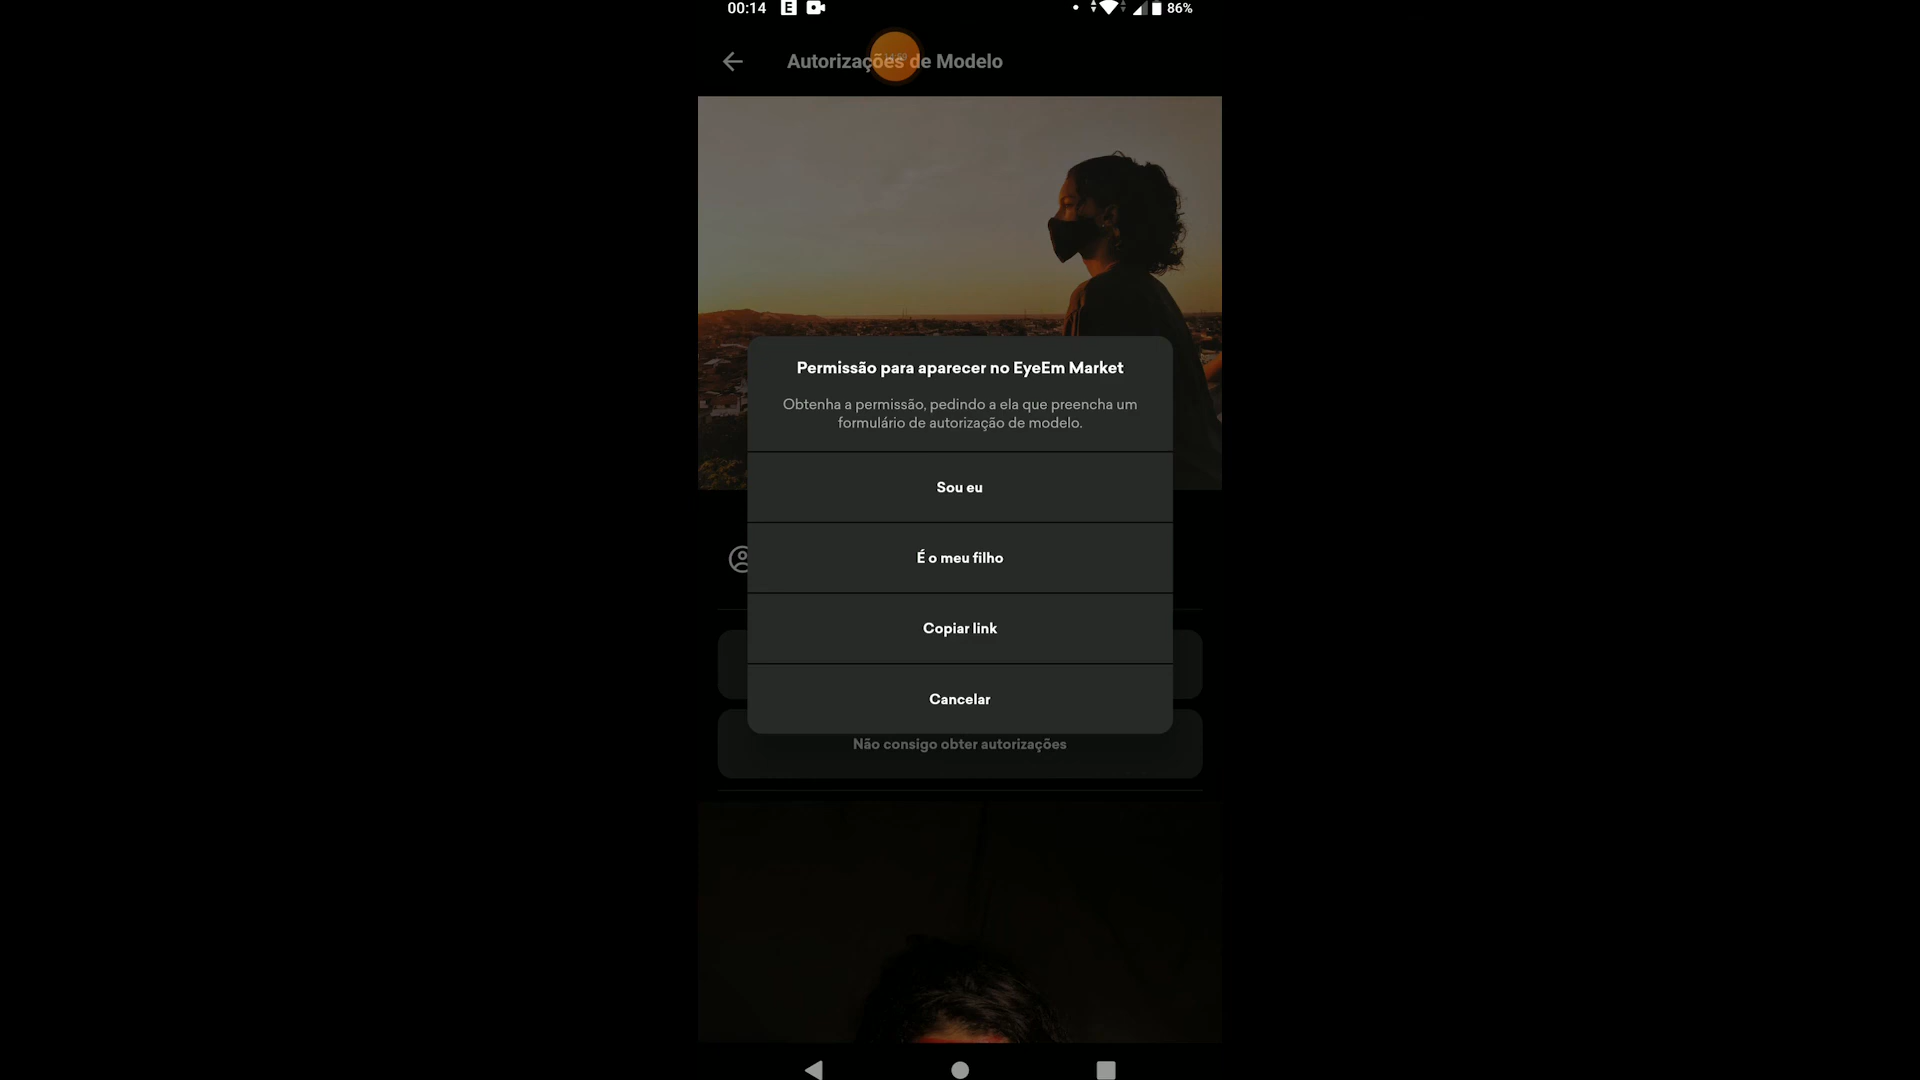 00:14 E 86%
Autorizações de Modelo
Permissão para aparecer no EyeEm Market
Obtenha a permissão, pedindo a ela que preencha um
formulário de autorização de modelo.
Sou eu
É o meu filho
Copiar link
Cancelar
Não consigo obter autorizações